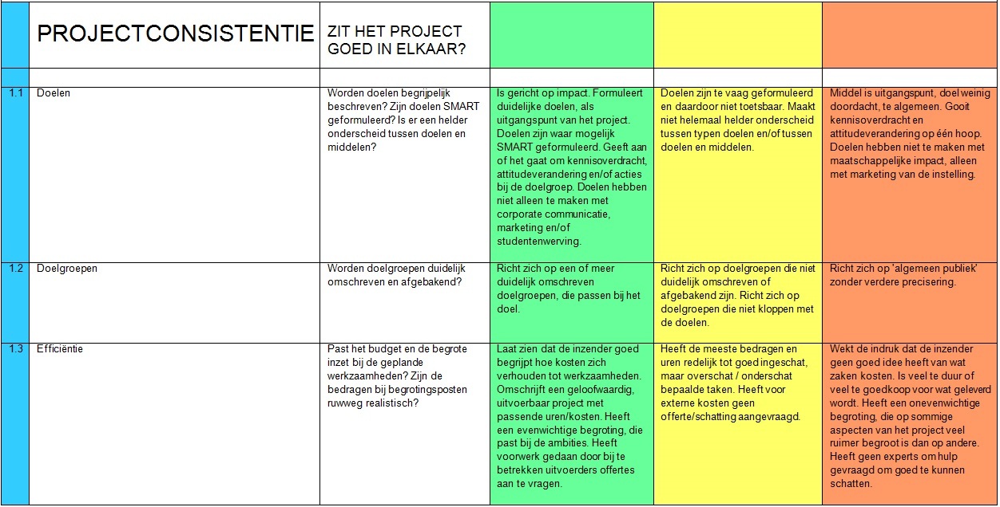 PROJECTCONSISTENTIE
ZIT HET PROJECT
GOED IN ELKAAR?
1.1
Doelen
Worden doelen begrijpelijk
beschreven? Zijn doelen SMART
geformuleerd? Is er een helder
onderscheid tussen doelen en
middelen?
Is gericht op impact. Formuleert
duidelijke doelen, als
uitgangspunt van het project.
Doelen zijn waar mogelijk
SMART geformuleerd. Geeft aan
of het gaat om kennisoverdracht,
attitudeverandering en/of acties
bij de doelgroep. Doelen hebben
niet alleen te maken met
corporate communicatie,
marketing en/of
studentenwerving.
Doelen zijn te vaag geformuleerd
en daardoor niet toetsbaar. Maakt
niet helemaal helder onderscheid
tussen typen doelen en/of tussen
doelen en middelen.
Middel is uitgangspunt, doel weinig
doordacht, te algemeen. Gooit
kennisoverdracht en
attitudeverandering op één hoop.
Doelen hebben niet te maken met
maatschappelijke impact, alleen
met marketing van de instelling.
1.2
Doelgroepen
Worden doelgroepen duidelijk
omschreven en afgebakend?
Richt zich op een of meer
duidelijk omschreven
doelgroepen, die passen bij het
doel.
Richt zich op doelgroepen die niet
duidelijk omschreven of
afgebakend zijn. Richt zich op
doelgroepen die niet kloppen met
de doelen.
Richt zich op 'algemeen publiek'
zonder verdere precisering.
1.3
Efficiëntie
Past het budget en de begrote
inzet bij de geplande
werkzaamheden? Zijn de
bedragen bij begrotingsposten
ruwweg realistisch?
Laat zien dat de inzender goed
begrijpt hoe kosten zich
verhouden tot werkzaamheden.
Omschrijft een geloofwaardig,
uitvoerbaar project met
passende uren/kosten. Heeft
een evenwichtige begroting, die
past bij de ambities. Heeft
voorwerk gedaan door bij te
betrekken uitvoerders offertes
aan te vragen.
Heeft de meeste bedragen en
uren redelijk tot goed ingeschat,
maar overschat / onderschat
bepaalde taken. Heeft voor
externe kosten geen
offerte/schatting aangevraagd.
Wekt de indruk dat de inzender
geen goed idee heeft van wat
zaken kosten. Is veel te duur of
veel te goedkoop voor wat geleverd
wordt. Heeft een onevenwichtige
begroting, die op sommige
aspecten van het project veel
ruimer begroot is dan op andere.
Heeft geen experts om hulp
gevraagd om goed te kunnen
schatten.